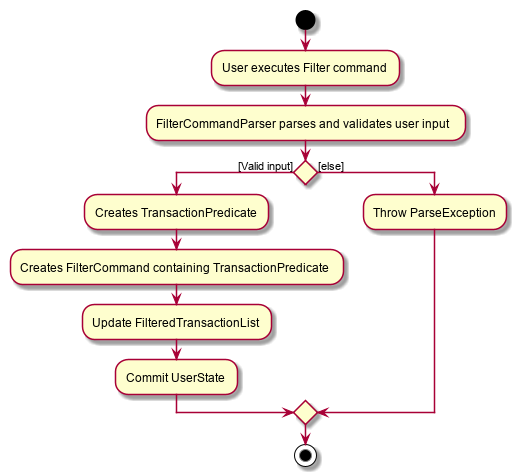 User executes Filter command
FilterCommandParser parses and validates user input
[Valid input]
[else]
Creates TransactionPredicate
Throw ParseException
Creates FilterCommand containing TransactionPredicate
Update FilteredTransactionList
Commit UserState